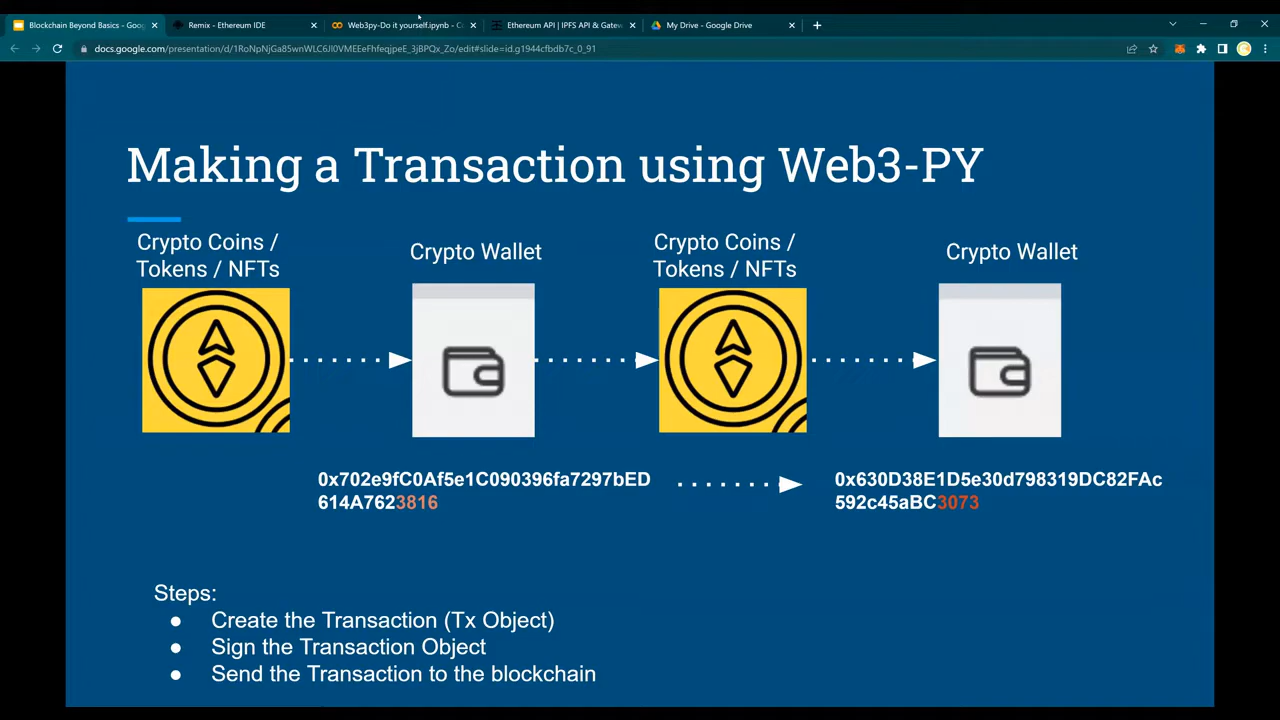 Blockchain Beyond Basics - Goog
Remix - Ethereum IDE
Web3py-Do it yourself.ipynb - C
Ethereum API | IPFS API & Gatew
My Drive - Google Drive
docs.google.com/presentation/d/1RoNpNjGa85wnWLC6JI0VMEEeFhfeqjpeE_3jBPQx_Zo/edit#slide=id.g1944cfbdb7c_0_91
Making a Transaction using Web3-PY
Crypto Coins /
Tokens / NFTs
Crypto Wallet
Crypto Coins /
Tokens / NFTs
Crypto Wallet
0x702e9fC0Af5e1C090396fa7297bED
614A7623816
0x630D38E1D5e30d798319DC82FAc
592c45aBC3073
Steps:
● Create the Transaction (Tx Object)
● Sign the Transaction Object
● Send the Transaction to the blockchain